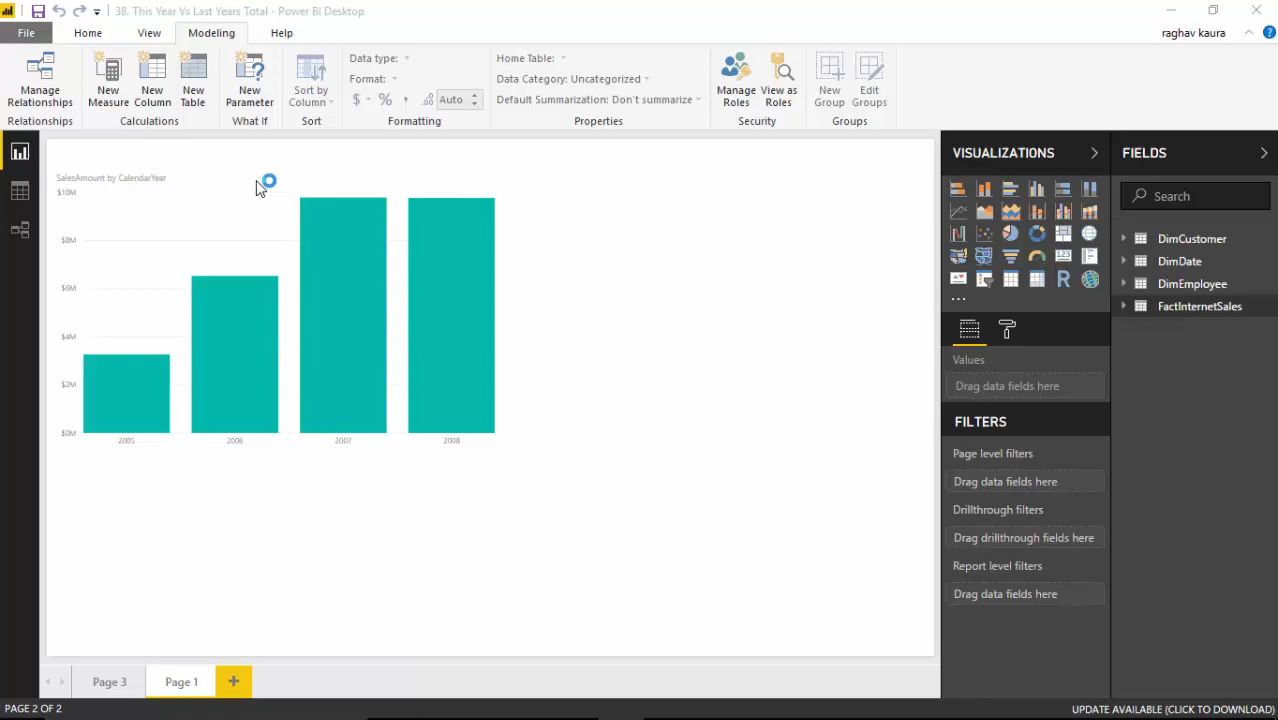 38. This Year Vs Last Years Total - Power BI Desktop
File
Home
View
Modeling
Help
raghav kaura
Manage Relationships
Relationships
New Measure
New Column
New Table
Calculations
New Parameter
What If
Sort by Column
Sort
Data type:
Format:
$ % , .00 Auto
Formatting
Home Table:
Data Category: Uncategorized
Default Summarization: Don't summarize
Properties
Manage Roles
View as Roles
Security
New Group
Edit Groups
Groups
SalesAmount by CalendarYear
$10M
$8M
$6M
$4M
$2M
$0M
2005
2006
2007
2008
VISUALIZATIONS
123
R
Values
Drag data fields here
FILTERS
Page level filters
Drag data fields here
Drillthrough filters
Drag drillthrough fields here
Report level filters
Drag data fields here
FIELDS
Search
DimCustomer
DimDate
DimEmployee
FactInternetSales
Page 3
Page 1
PAGE 2 OF 2
UPDATE AVAILABLE (CLICK TO DOWNLOAD)